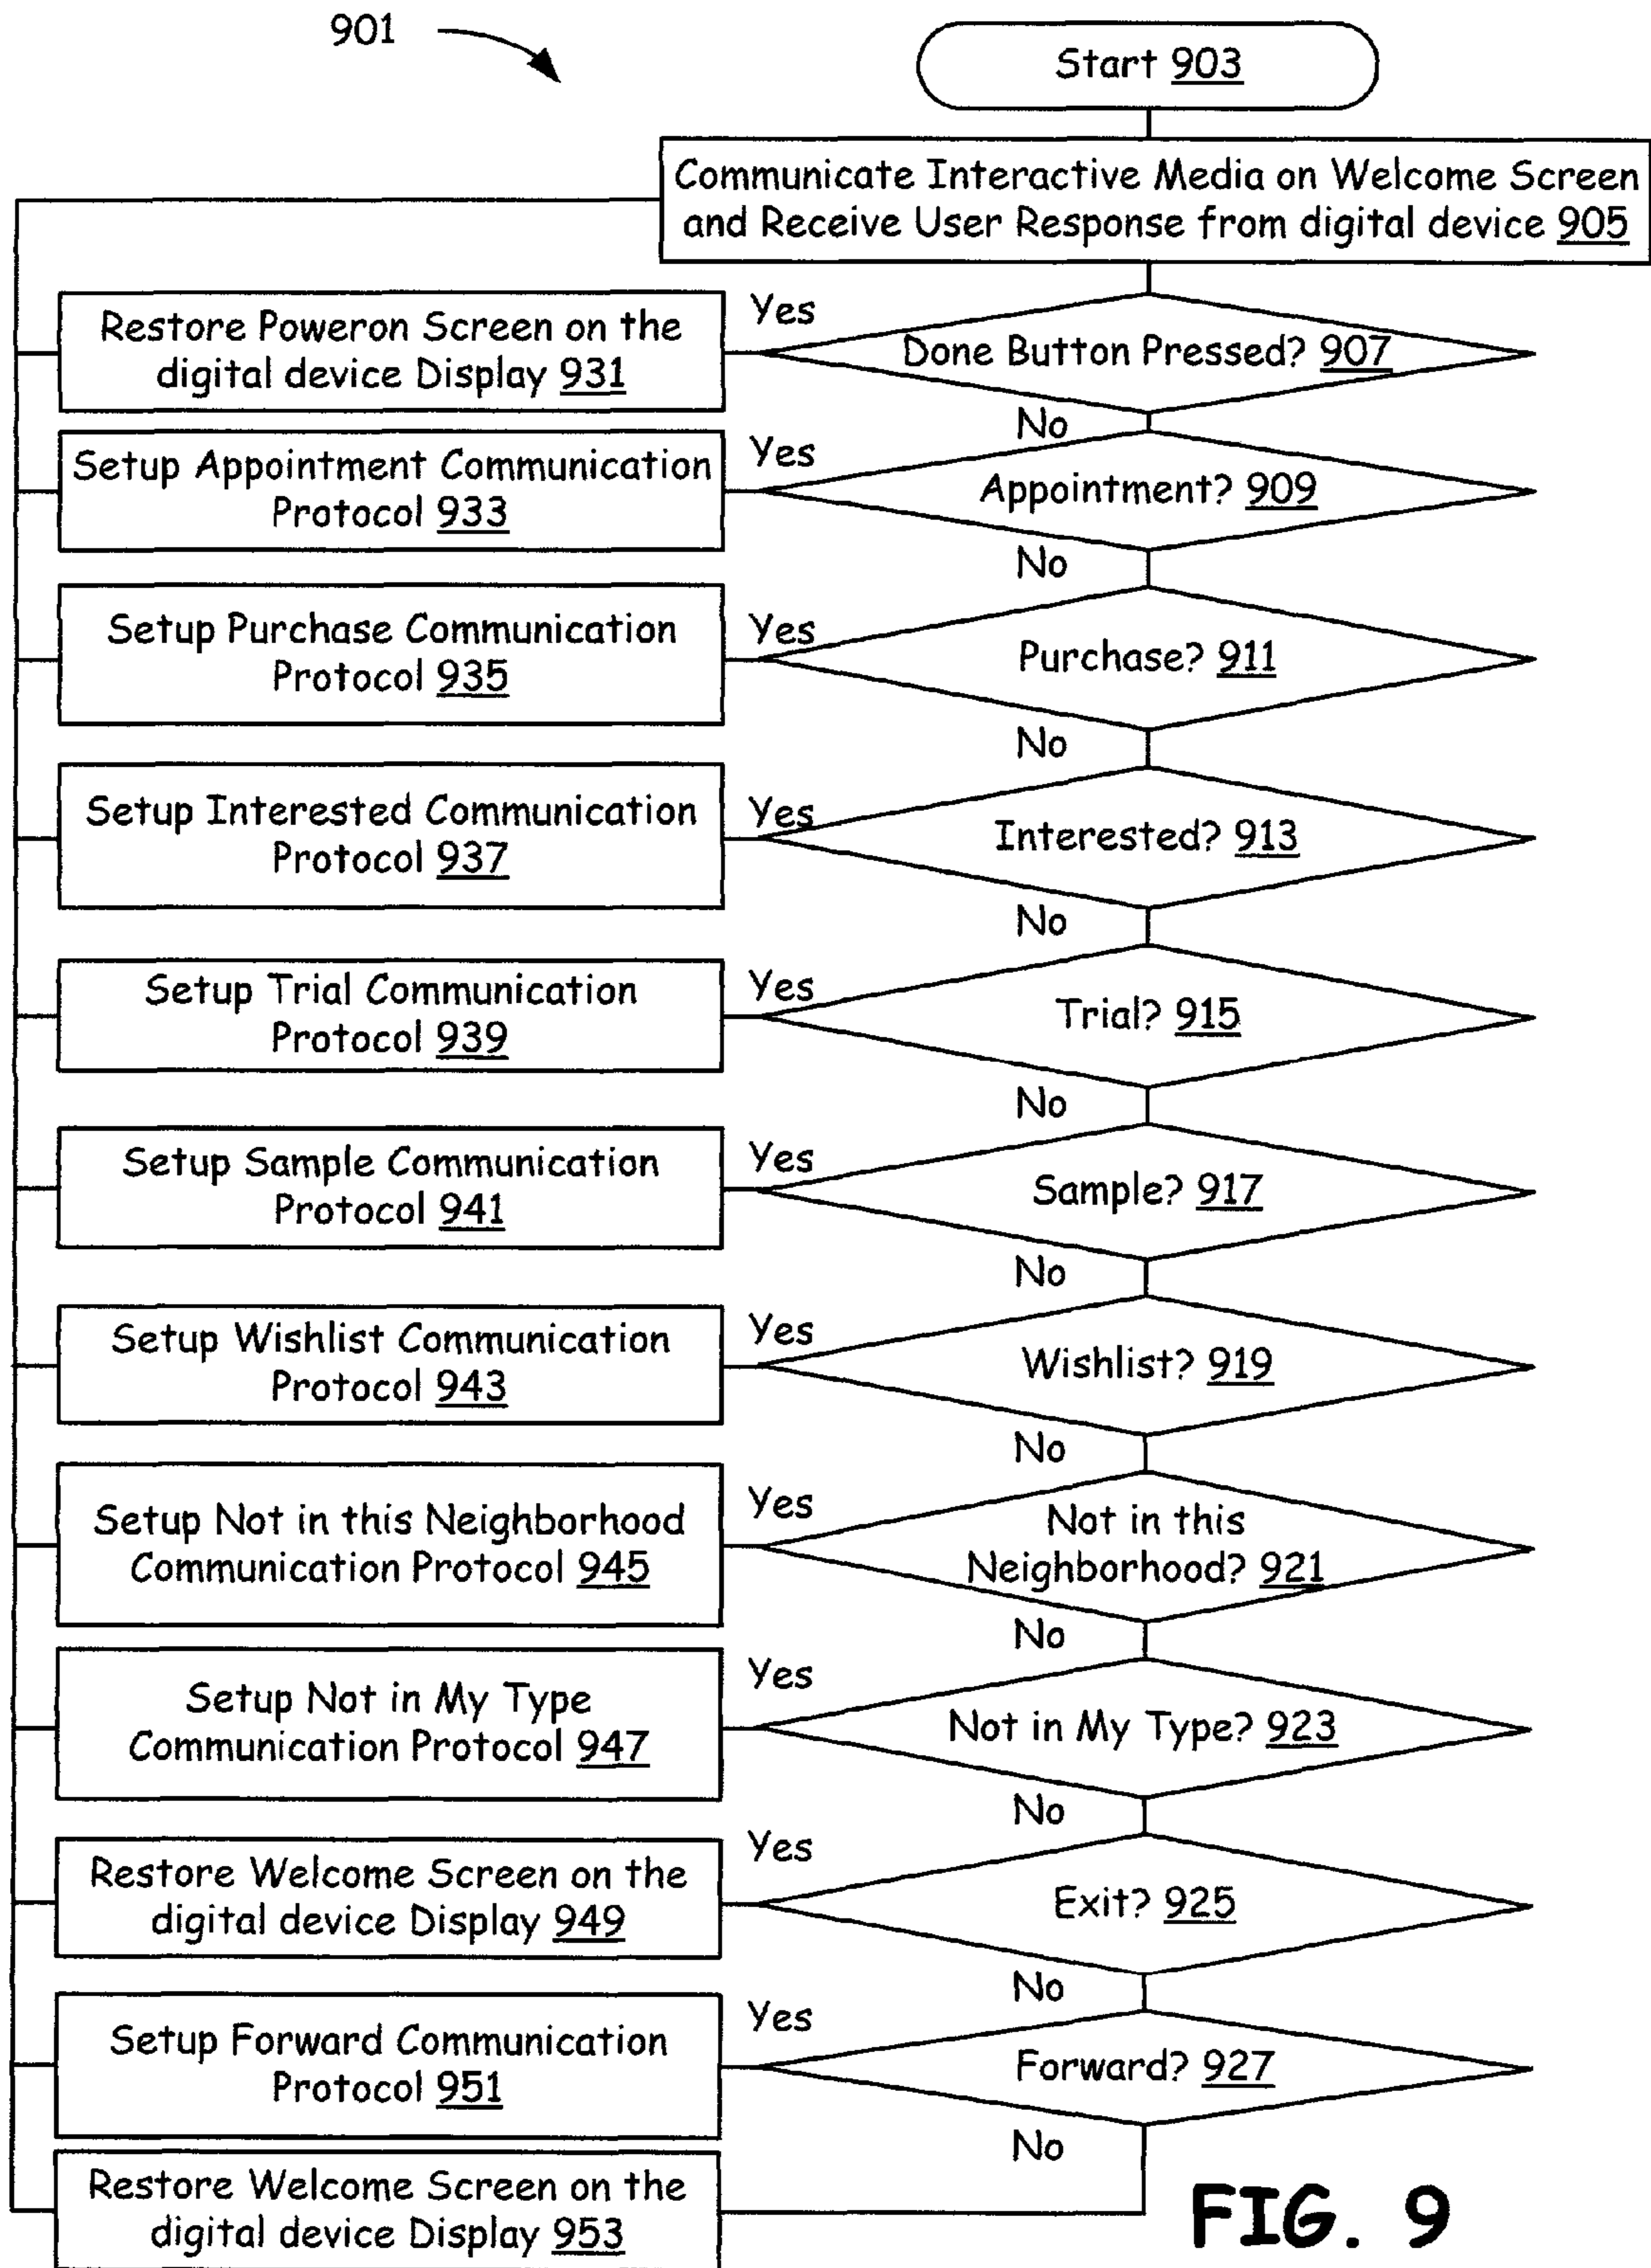 901
Start 903
Communicate Interactive Media on Welcome Screen
and Receive User Response from digital device 905
Restore Poweron Screen on the
digital device Display 931
Yes
Done Button Pressed? 907
No
Setup Appointment Communication
Protocol 933
Yes
Appointment? 909
No
Setup Purchase Communication
Protocol 935
Yes
Purchase? 911
No
Setup Interested Communication
Protocol 937
Yes
Interested? 913
No
Setup Trial Communication
Protocol 939
Yes
Trial? 915
No
Setup Sample Communication
Protocol 941
Yes
Sample? 917
No
Setup Wishlist Communication
Protocol 943
Yes
Wishlist? 919
No
Setup Not in this Neighborhood
Communication Protocol 945
Yes
Not in this
Neighborhood? 921
No
Setup Not in My Type
Communication Protocol 947
Yes
Not in My Type? 923
No
Restore Welcome Screen on the
digital device Display 949
Yes
Exit? 925
No
Setup Forward Communication
Protocol 951
Yes
Forward? 927
No
Restore Welcome Screen on the
digital device Display 953
FIG. 9